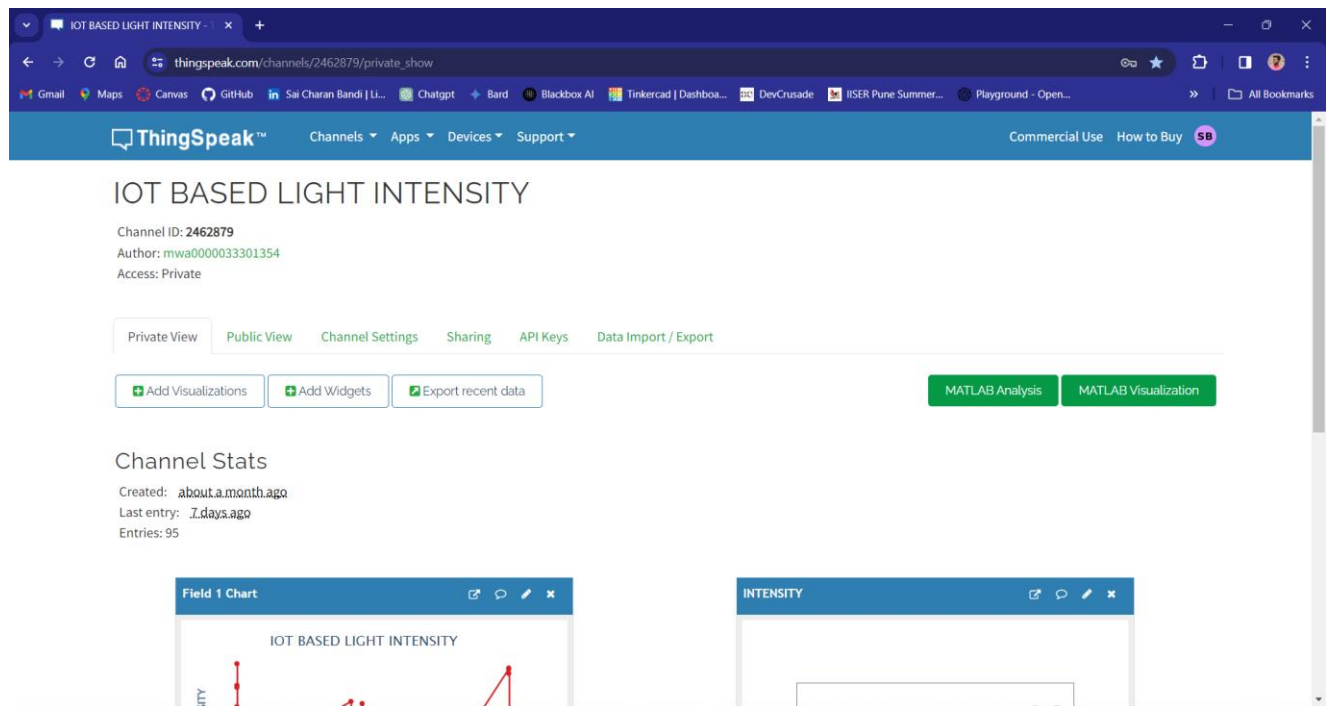 IOT BASED LIGHT INTENSITY - T
thingspeak.com/channels/2462879/private_show
Gmail Maps Canvas GitHub Sai Charan Bandi | Li... Chatgpt Bard Blackbox AI Tinkercad | Dashboa... DevCrusade IISER Pune Summer... Playground - Open... » All Bookmarks
ThingSpeak™ Channels Apps Devices Support Commercial Use How to Buy SB
IOT BASED LIGHT INTENSITY
Channel ID: 2462879
Author: mwa0000033301354
Access: Private
Private View Public View Channel Settings Sharing API Keys Data Import / Export
Add Visualizations Add Widgets Export recent data MATLAB Analysis MATLAB Visualization
Channel Stats
Created: about a month ago
Last entry: 7 days ago
Entries: 95
Field 1 Chart INTENSITY
IOT BASED LIGHT INTENSITY